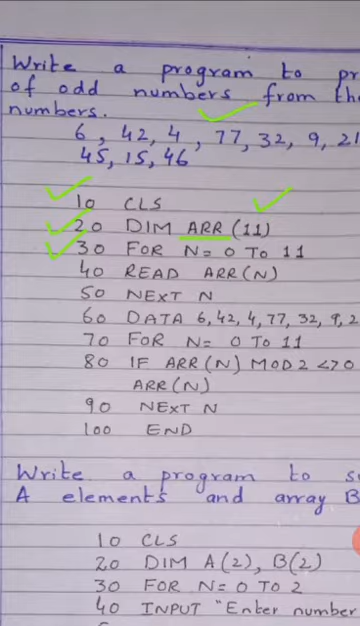 Write a program to pr
of odd numbers from the
numbers.
6, 42, 4, 77, 32, 9, 21
45, 15, 46
10 CLS
20 DIM ARR (11)
30 FOR N= 0 TO 11
40 READ ARR(N)
50 NEXT N
60 DATA 6, 42, 4, 77, 32, 9, 2
70 FOR N= 0 TO 11
80 IF ARR(N) MOD 2 <> 0
ARR(N)
90 NEXT N
100 END
Write a program to s
A elements and array B
10 CLS
20 DIM A(2), B(2)
30 FOR N= 0 TO 2
40 INPUT "Enter number